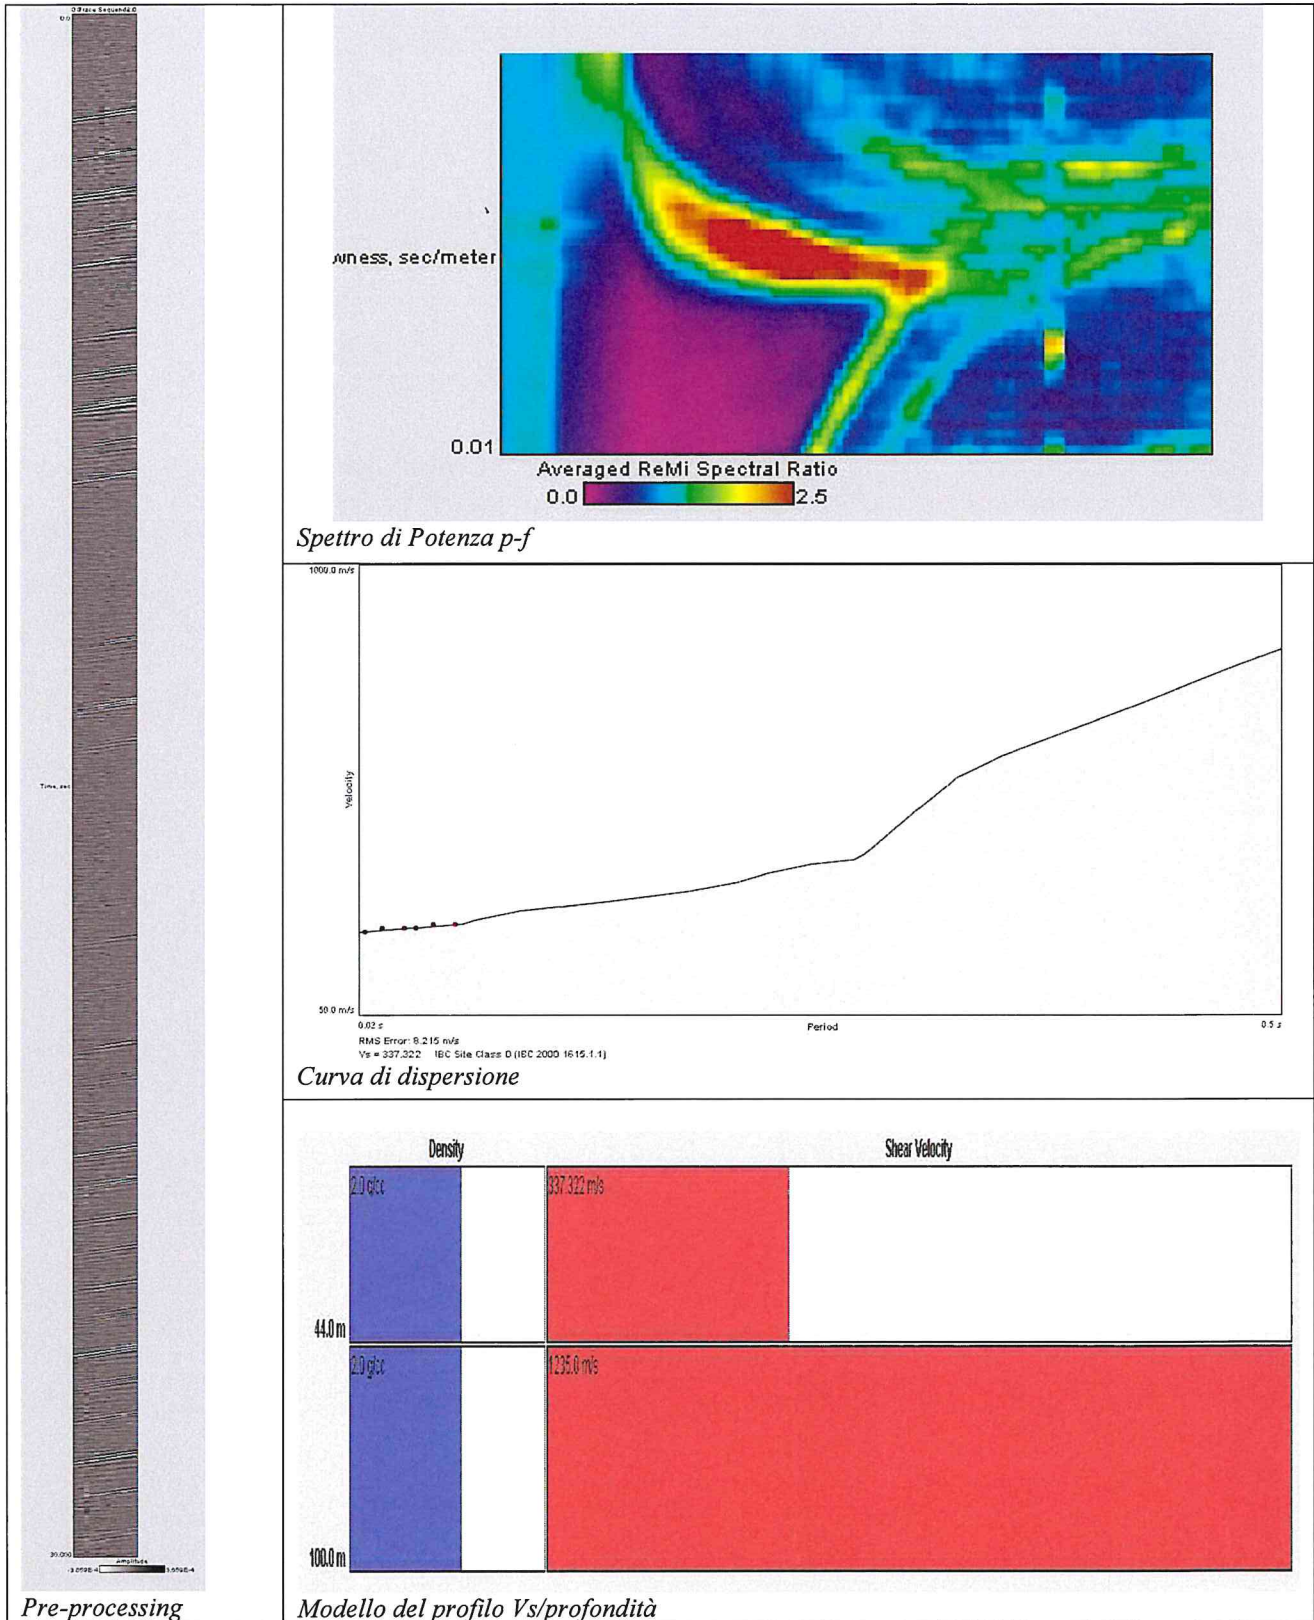 0.0
wness, sec/meter
0.01
Averaged ReMi Spectral Ratio
0.0 2.5
Spettro di Potenza p-f
1000.0 m/s
Velocity
50.0 m/s
0.02 s Period 0.5 s
RMS Error: 8.215 m/s
Vs = 337.322 IBC Site Class D (IBC 2000 1615.1.1)
Curva di dispersione
Density Shear Velocity
2.0 g/cc 337.322 m/s
44.0 m
2.0 g/cc 1235.0 m/s
100.0 m
Modello del profilo Vs/profondità
Time, sec
Amplitude
Pre-processing